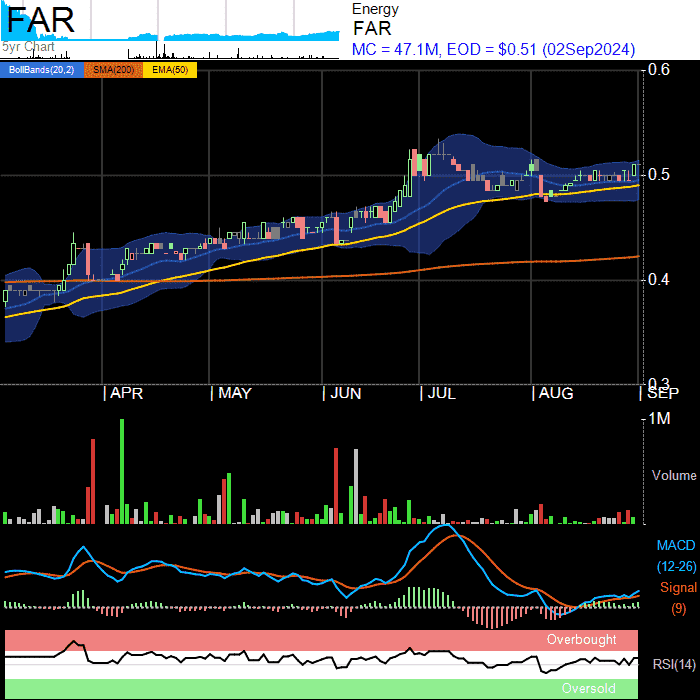 FAR
5yr Chart
Energy
FAR
MC = 47.1M, EOD = $0.51 (02Sep2024)
BollBands(20,2) SMA(200) EMA(50)
0.6
0.5
0.4
0.3
APR MAY JUN JUL AUG SEP
1M
Volume
MACD
(12-26)
Signal
(9)
Overbought
RSI(14)
Oversold